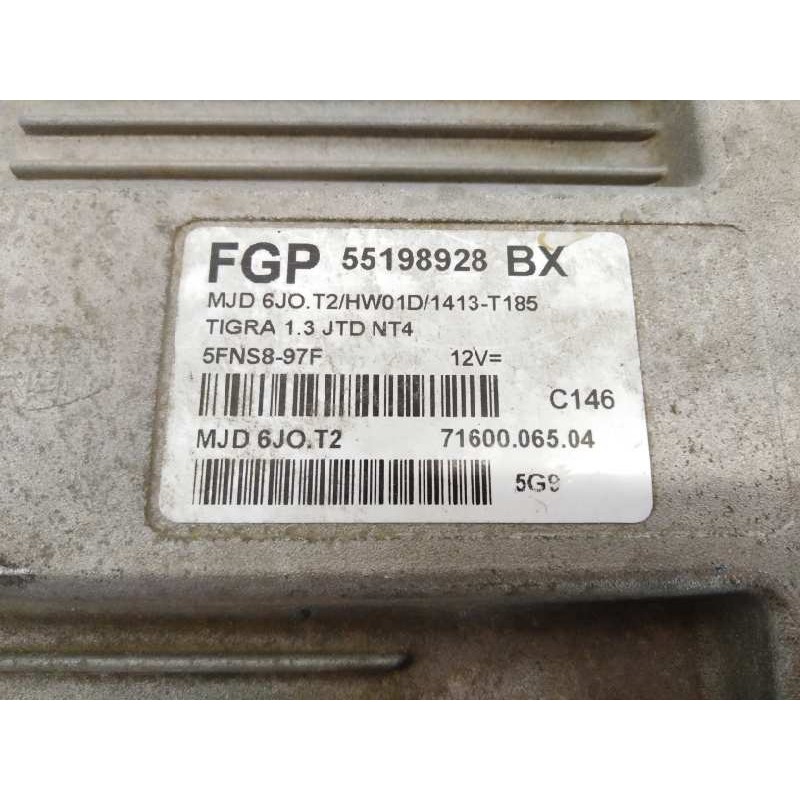 FGP 55198928 BX
MJD 6JO.T2/HW01D/1413-T185
TIGRA 1.3 JTD NT4
5FNS8-97F 12V=
C146
MJD 6JO.T2 71600.065.04
5G9